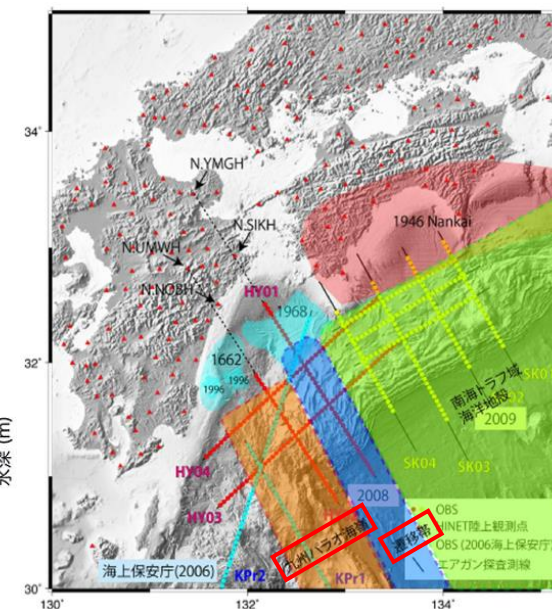 34゚
N.YMGH
N.SIKH
1946 Nankai
N.UMWH
N.NOBH
HY01
1968
32゚
1662
1996
1996
南海トラフ域
海洋地殻
2009
水深 (m)
HY04
SK04
SK03
HY03
2008
OBS
HINET陸上観測点
九州パラオ海嶺
遷移帯
OBS (2006海上保安庁)
エアガン探査測線
海上保安庁(2006)
KPr2
KPr1
30゚
130゚
132゚
134゚